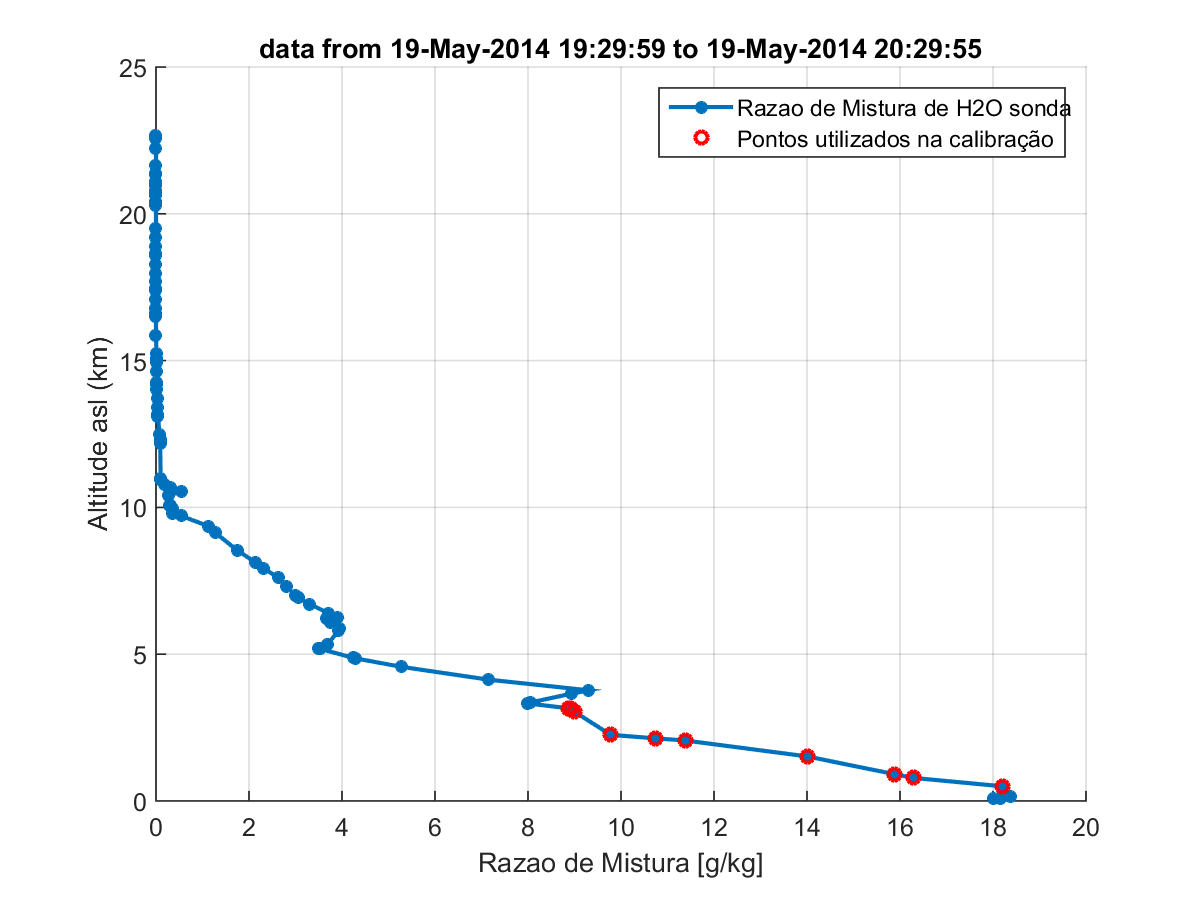 data from 19-May-2014 19:29:59 to 19-May-2014 20:29:55
Razao de Mistura de H2O sonda
Pontos utilizados na calibração
Altitude asl (km)
25
20
15
10
5
0
0 2 4 6 8 10 12 14 16 18 20
Razao de Mistura [g/kg]